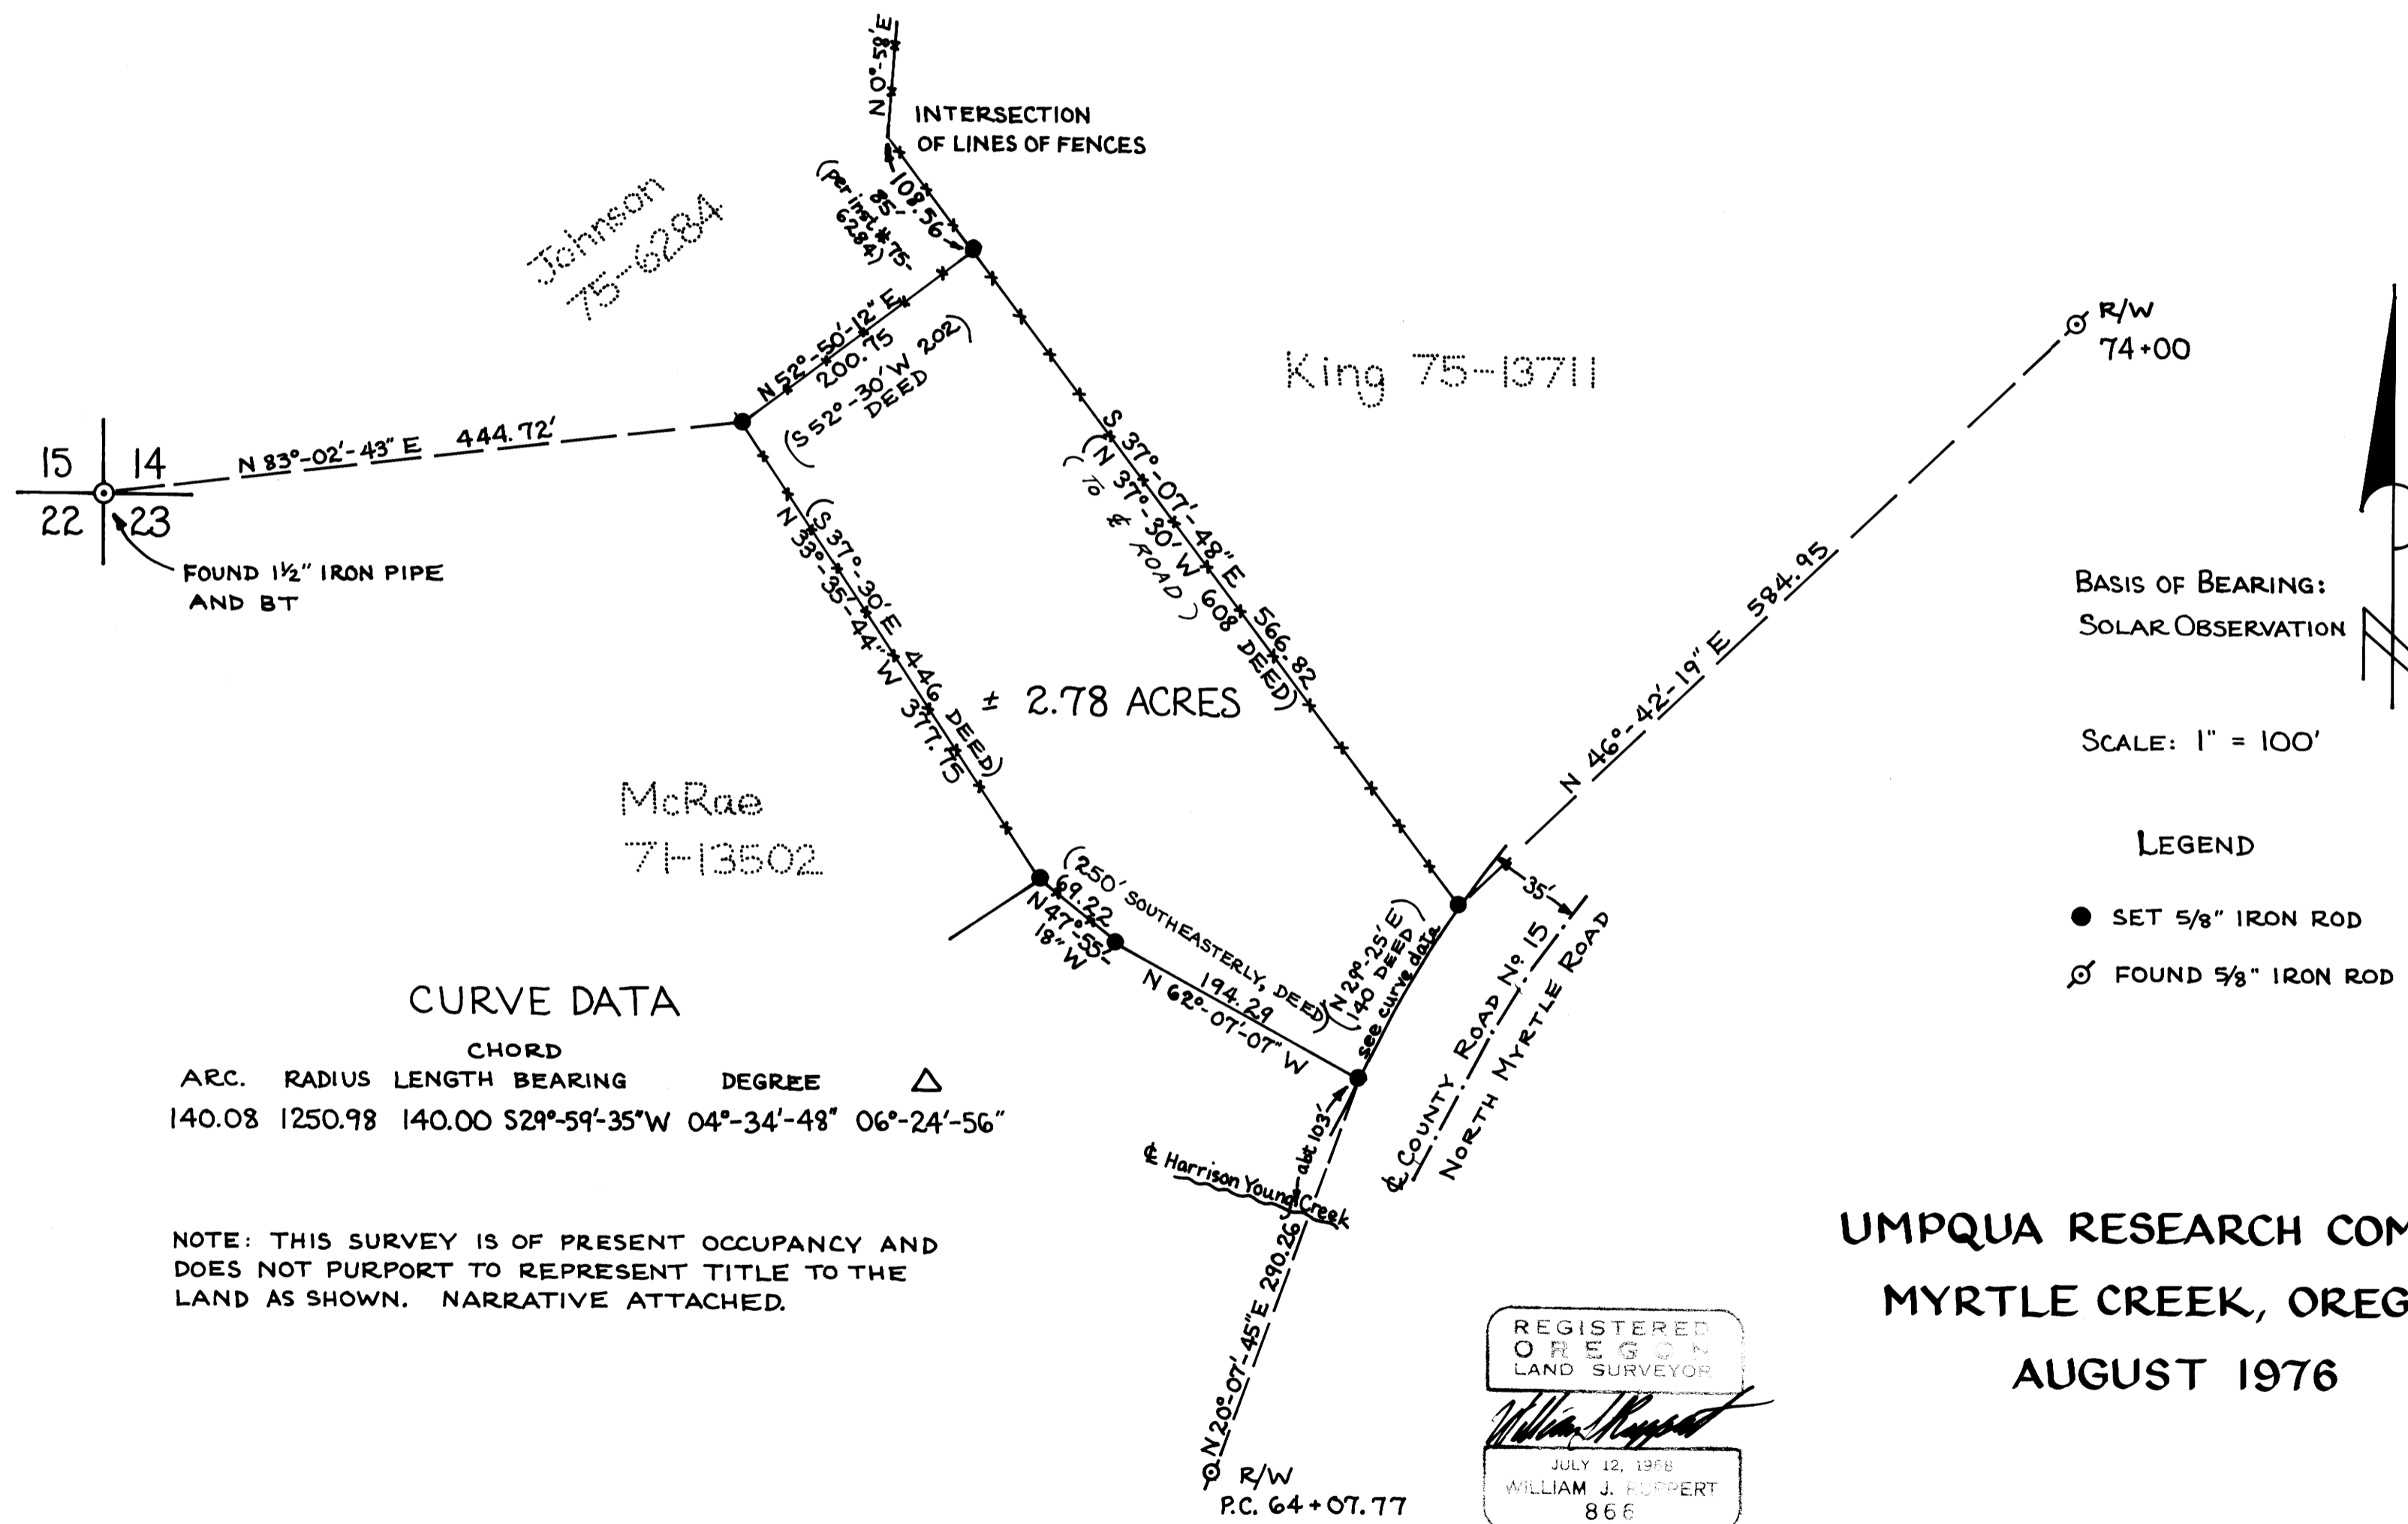 N 0°-58' E
INTERSECTION
OF LINES OF FENCES
108.56
85'
(per inst # 75-
6284)
Johnson
75-6284
N 52°-50'-12" E
200.75
(S 52°-30' W 202)
DEED
King 75-13711
R/W
74+00
15 14
22 23
N 83°-02'-43" E 444.72'
FOUND 1½" IRON PIPE
AND BT
S 37°-07'-48" E 566.82
(N 37°-30' W 608 DEED)
(To ℄ ROAD)
(S 37°-30' E 446 DEED)
N 33°-35'-44" W 377.75
± 2.78 ACRES
N 46°-42'-19" E 584.95
BASIS OF BEARING:
SOLAR OBSERVATION
N
SCALE: 1" = 100'
LEGEND
SET 5/8" IRON ROD
FOUND 5/8" IRON ROD
McRae
71-13502
(250' SOUTHEASTERLY, DEED)
69.22
N 47°-55'-
18" W
194.29
N 62°-07'-07" W
(N 29°-25' E)
140 DEED
see curve data
35'
℄ COUNTY ROAD Nº. 15
NORTH MYRTLE ROAD
CURVE DATA
CHORD
ARC. RADIUS LENGTH BEARING DEGREE △
140.08 1250.98 140.00 S29°-59'-35"W 04°-34'-48" 06°-24'-56"
abt 103'
℄ Harrison Young Creek
N 20°-07'-45" E 290.26
R/W
P.C. 64+07.77
NOTE: THIS SURVEY IS OF PRESENT OCCUPANCY AND
DOES NOT PURPORT TO REPRESENT TITLE TO THE
LAND AS SHOWN. NARRATIVE ATTACHED.
UMPQUA RESEARCH COM
MYRTLE CREEK, OREG
AUGUST 1976
REGISTERED
OREGON
LAND SURVEYOR
William J Ruppert
JULY 12, 1968
WILLIAM J. RUPPERT
866